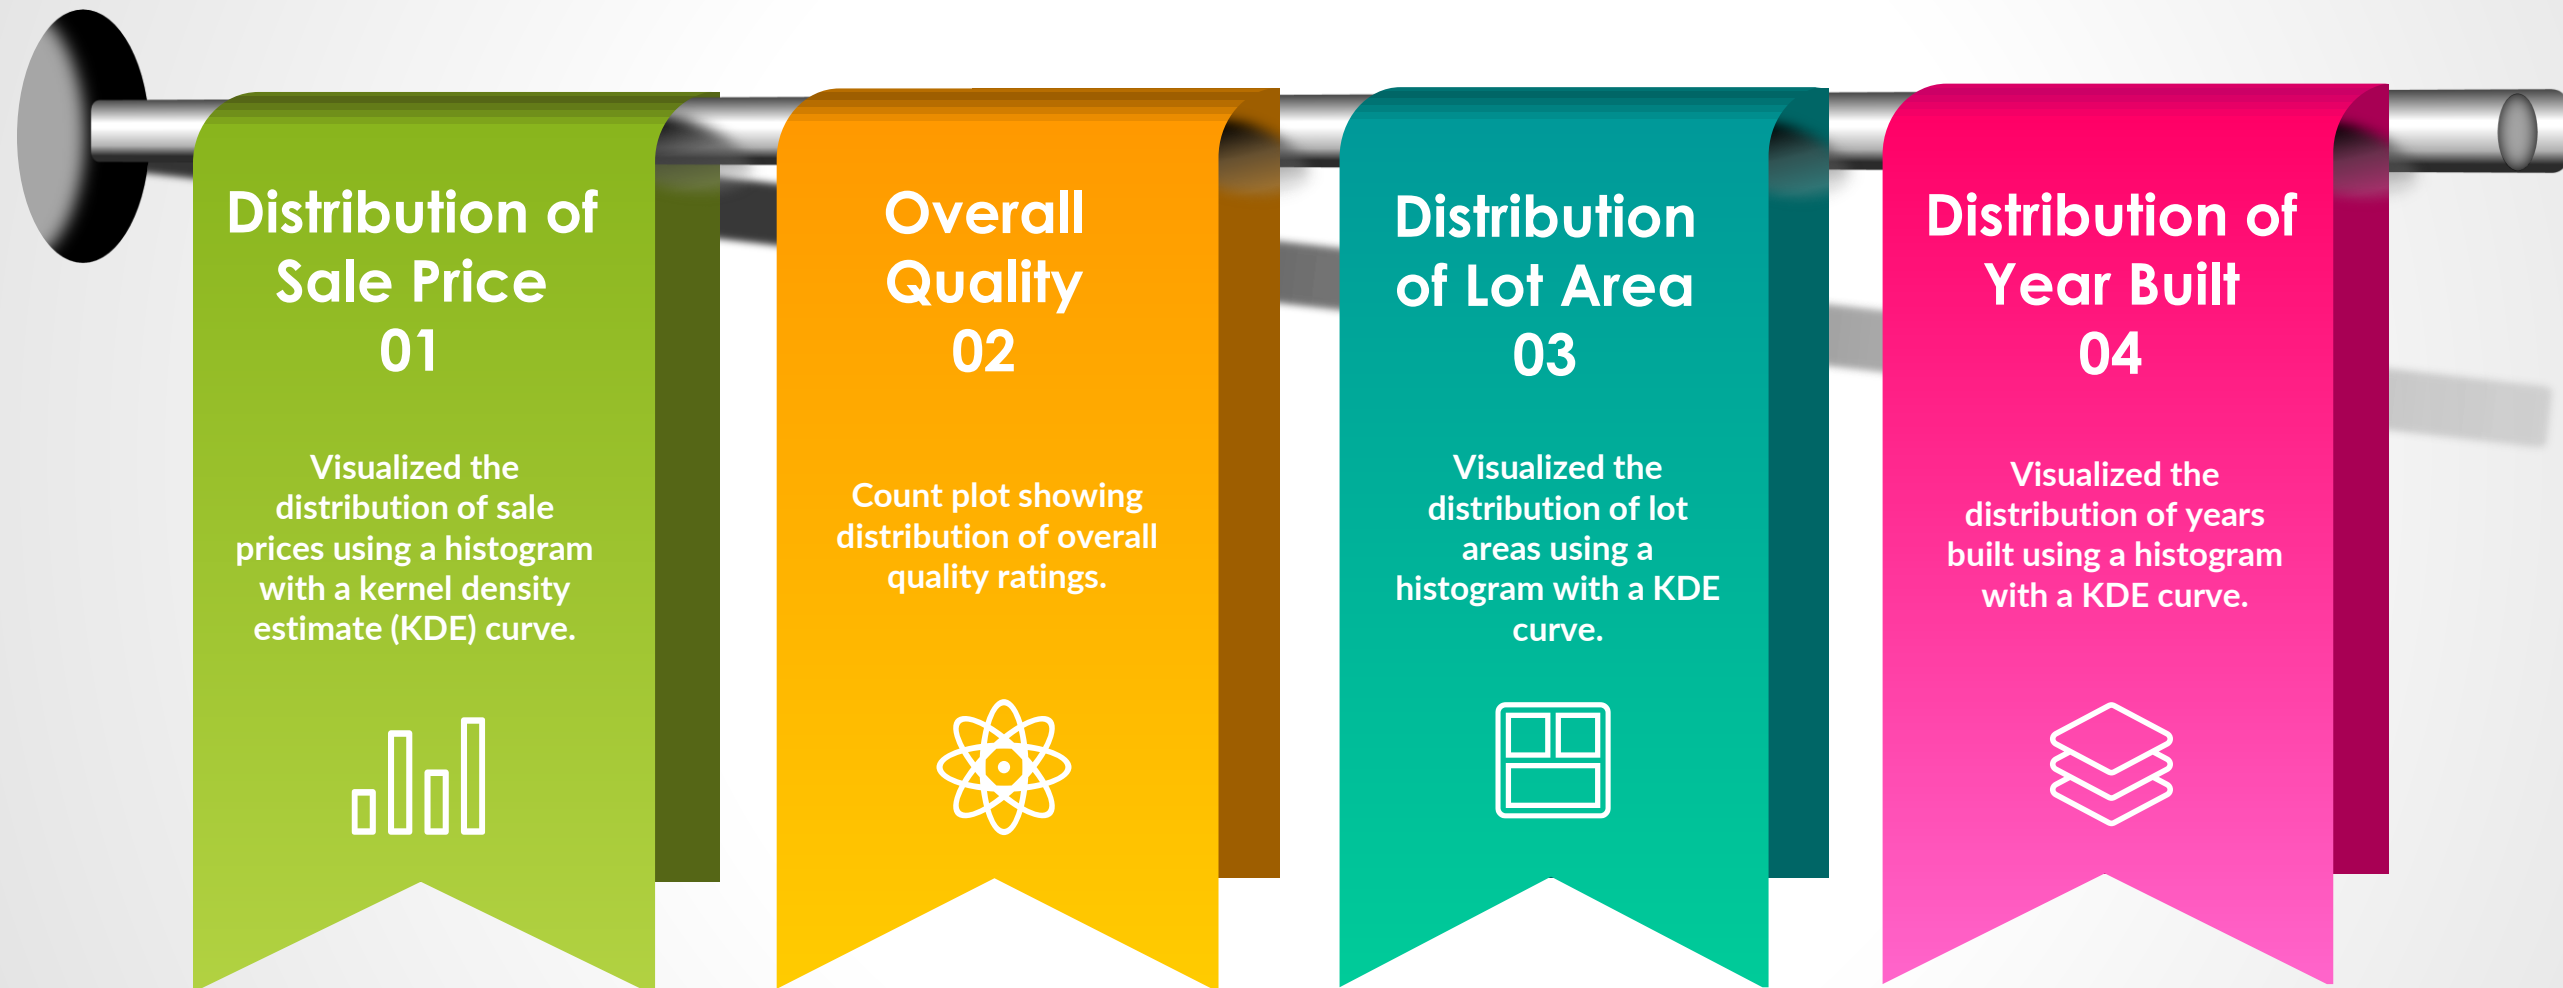 Distribution of
Sale Price
01
Visualized the
distribution of sale
prices using a histogram
with a kernel density
estimate (KDE) curve.
Overall
Quality
02
Count plot showing
distribution of overall
quality ratings.
Distribution
of Lot Area
03
Visualized the
distribution of lot
areas using a
histogram with a KDE
curve.
Distribution of
Year Built
04
Visualized the
distribution of years
built using a histogram
with a KDE curve.